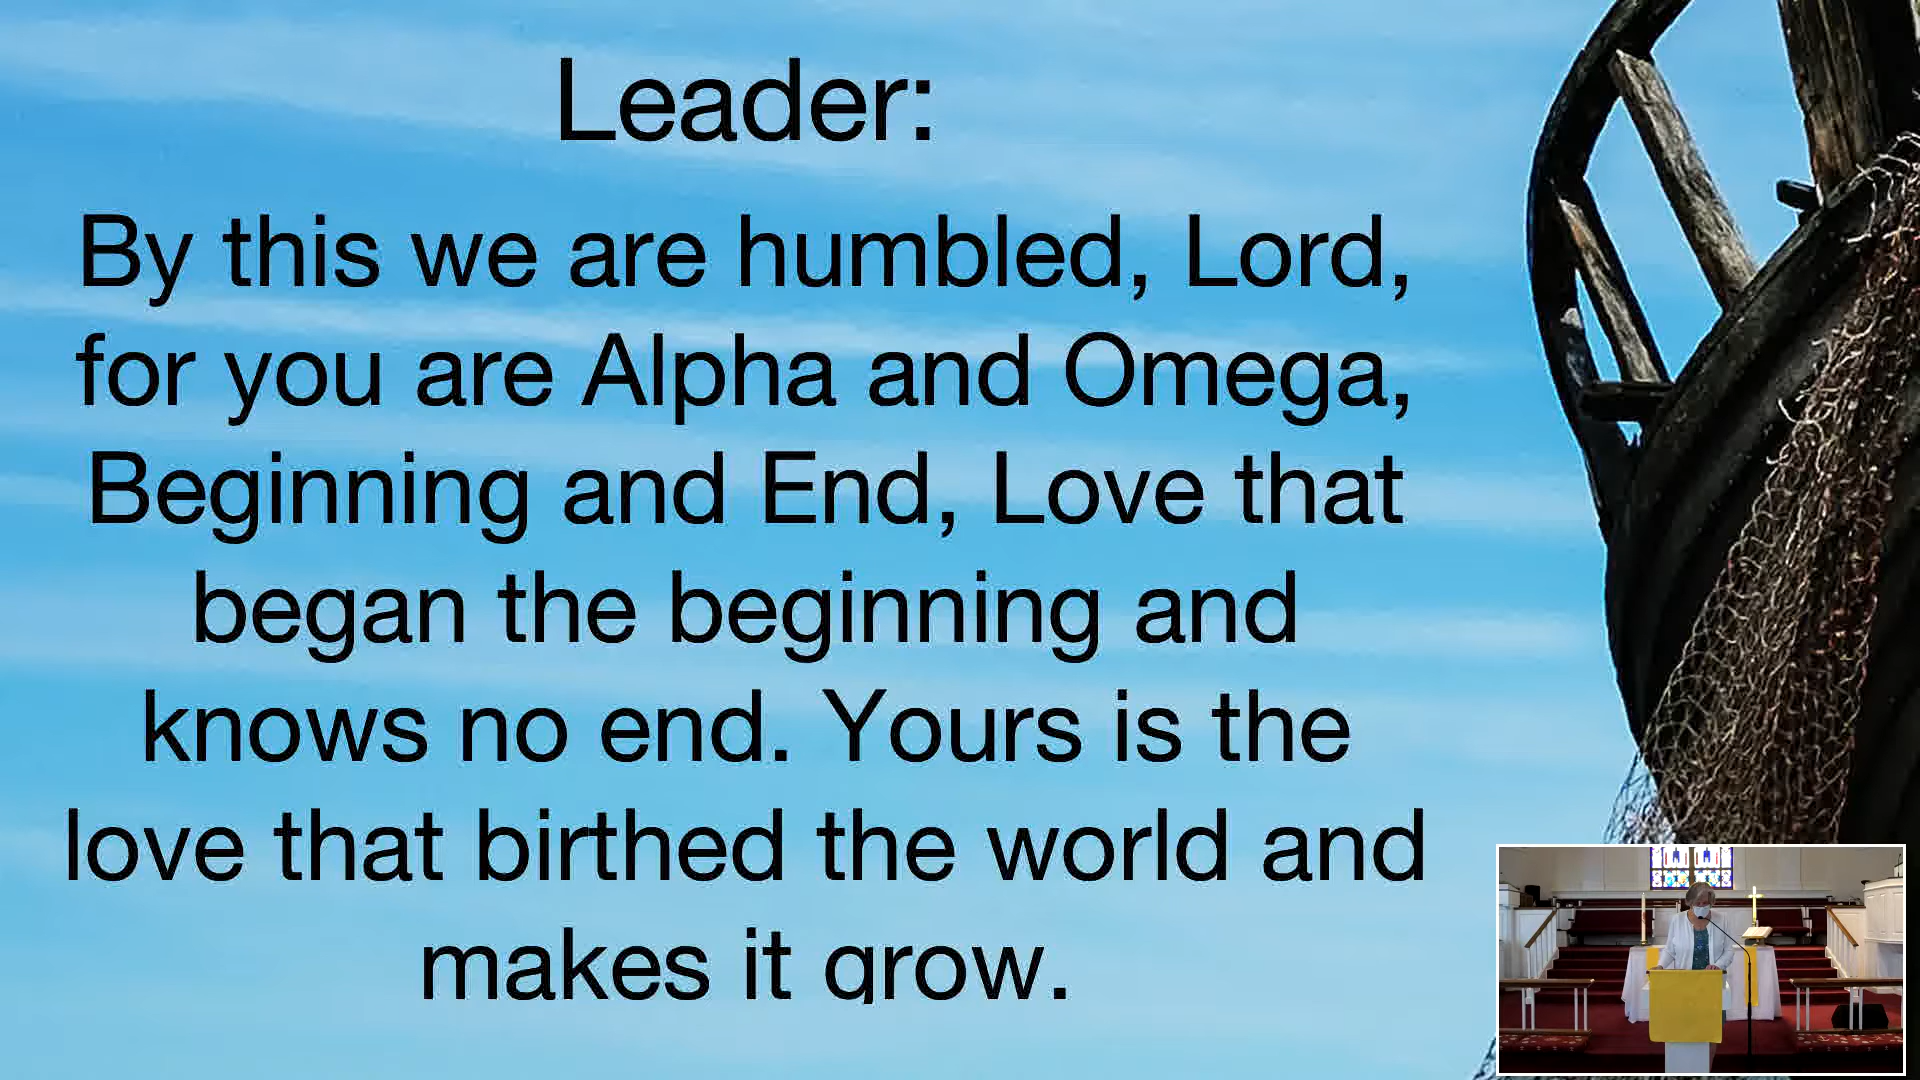 Leader:
By this we are humbled, Lord,
for you are Alpha and Omega,
Beginning and End, Love that
began the beginning and
knows no end. Yours is the
love that birthed the world and
makes it grow.